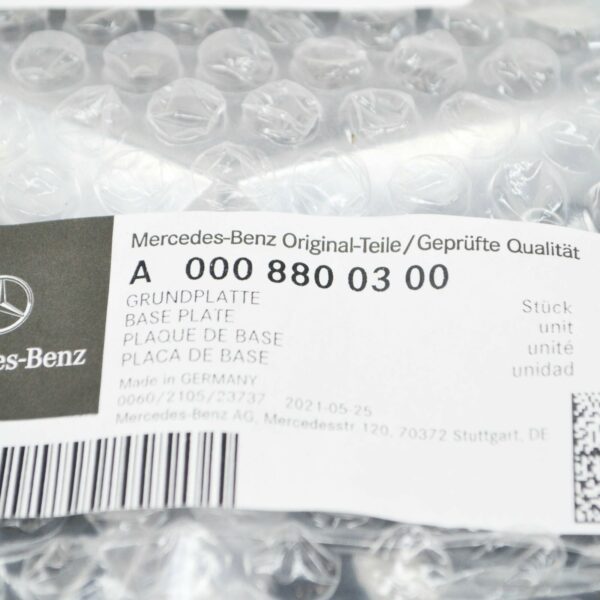 Mercedes-Benz Original-Teile/Geprüfte Qualität
A 000 880 03 00
GRUNDPLATTE
BASE PLATE
PLAQUE DE BASE
PLACA DE BASE
Stück
unit
unité
unidad
es-Benz
Made in GERMANY
0060/2105/23737 2021-05-25
Mercedes-Benz AG, Mercedesstr 120, 70372 Stuttgart, DE